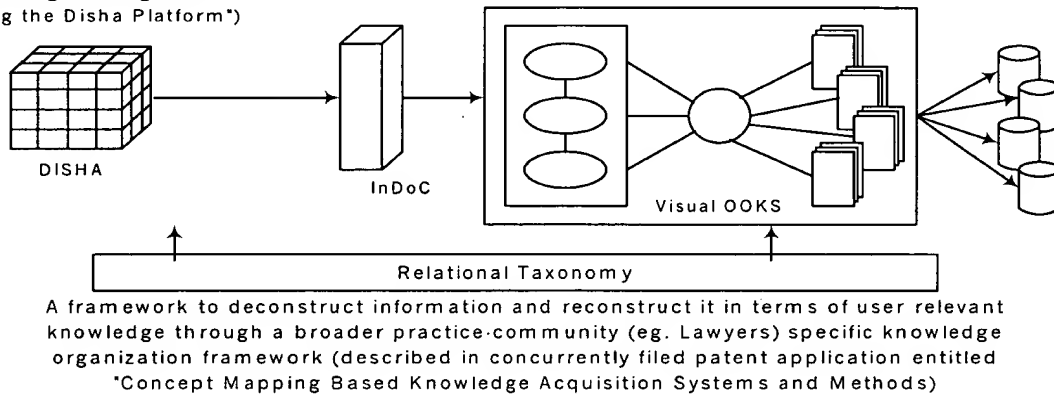 g the Disha Platform")
DISHA
InDoC
Visual OOKS
Relational Taxonomy
A framework to deconstruct information and reconstruct it in terms of user relevant
knowledge through a broader practice-community (eg. Lawyers) specific knowledge
organization framework (described in concurrently filed patent application entitled
"Concept Mapping Based Knowledge Acquisition Systems and Methods)